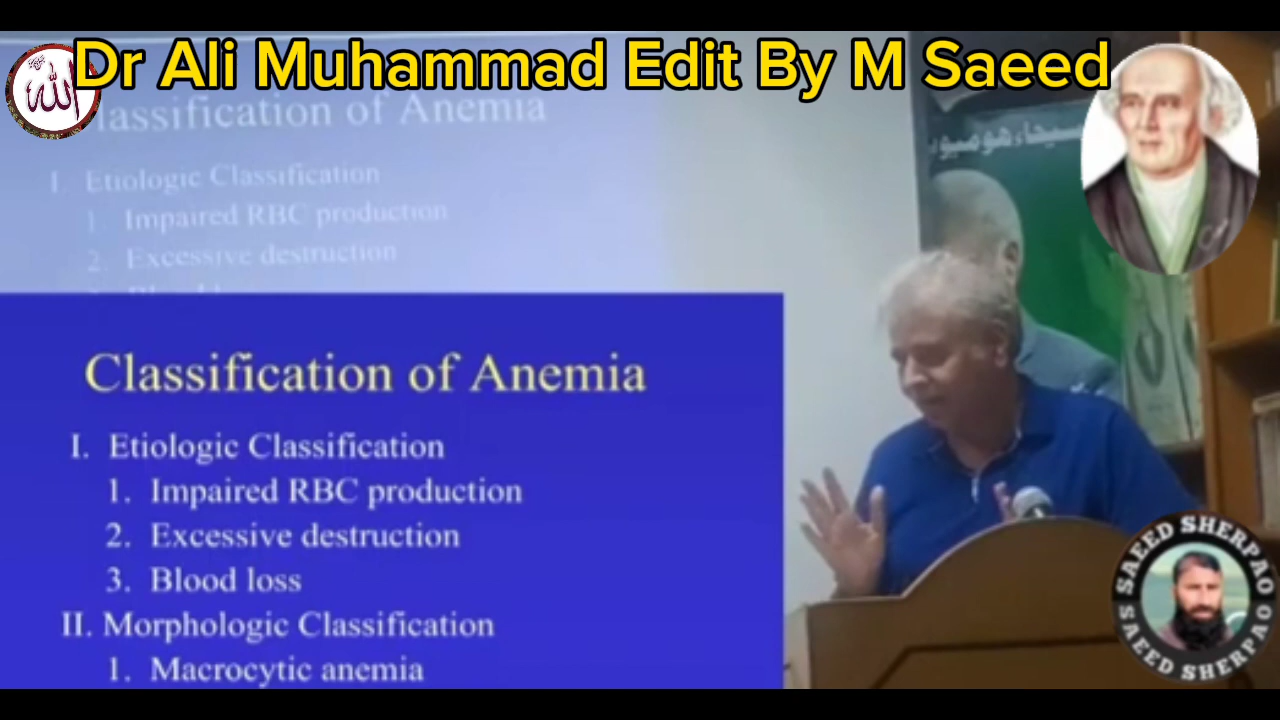 Dr Ali Muhammad Edit By M Saeed
الله
Classification of Anemia
I Etiologic Classification
1. Impaired RBC production
2. Excessive destruction
Classification of Anemia
I. Etiologic Classification
1. Impaired RBC production
2. Excessive destruction
3. Blood loss
II. Morphologic Classification
1. Macrocytic anemia
SAEED SHERPAO
SAEED SHERPAO